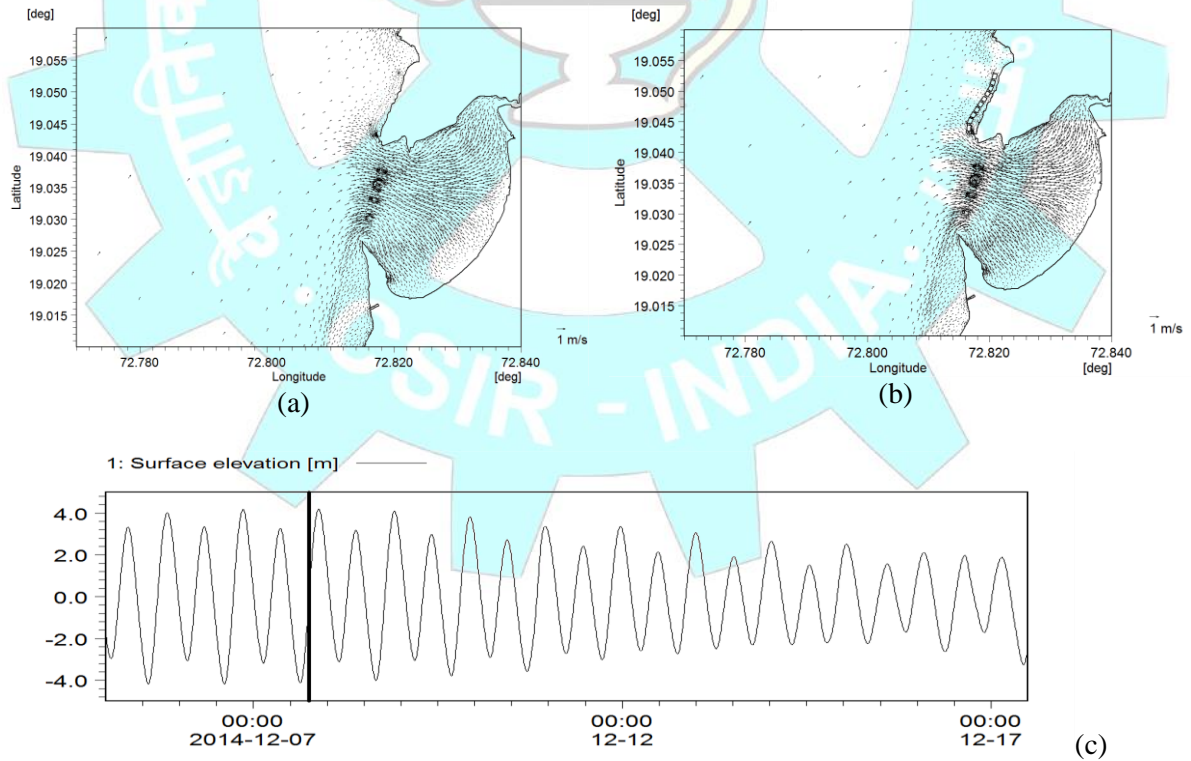 [deg]
19.055
19.050
19.045
19.040
19.035
19.030
19.025
19.020
19.015
Latitude
72.780
72.800
72.820
72.840
Longitude
[deg]
1 m/s
(a)
[deg]
19.055
19.050
19.045
19.040
19.035
19.030
19.025
19.020
19.015
Latitude
72.780
72.800
72.820
72.840
Longitude
[deg]
1 m/s
(b)
CSIR - INDIA
1: Surface elevation [m]
4.0
2.0
0.0
-2.0
-4.0
00:00
00:00
00:00
2014-12-07
12-12
12-17
(c)